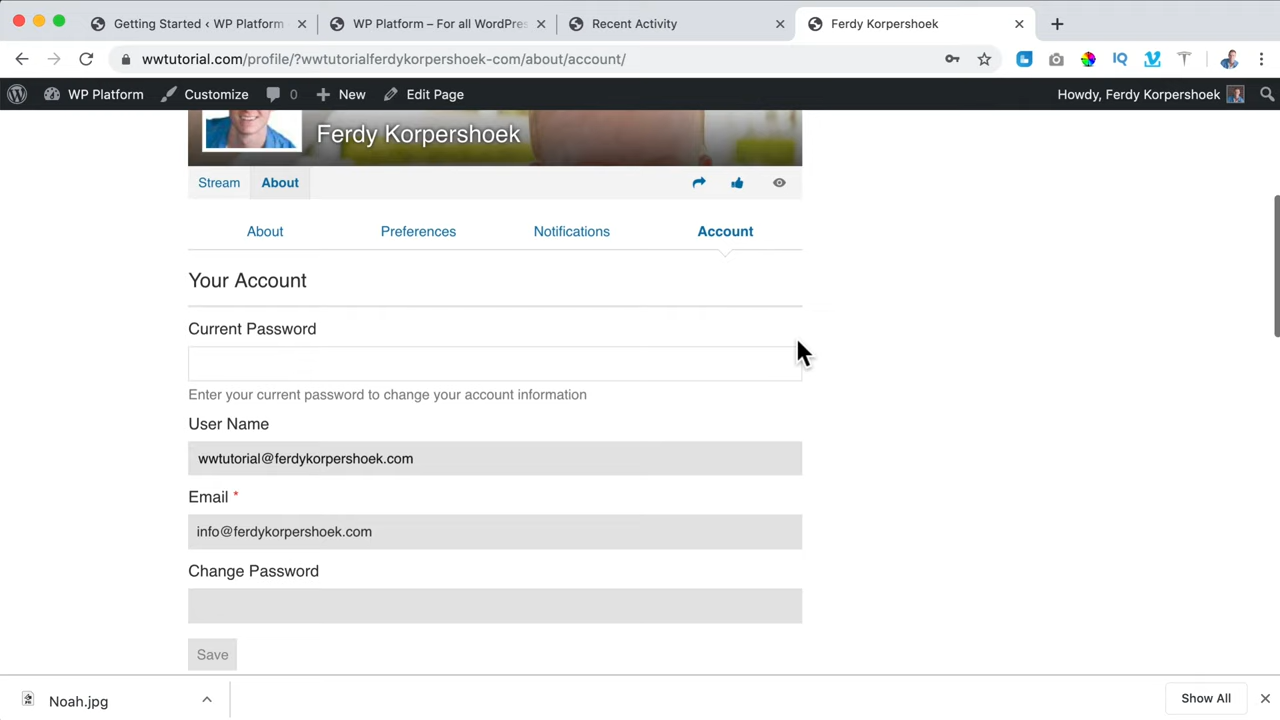 Getting Started ‹ WP Platform
WP Platform – For all WordPres
Recent Activity
Ferdy Korpershoek
wwtutorial.com/profile/?wwtutorialferdykorpershoek-com/about/account/
WP Platform
Customize
0
New
Edit Page
Howdy, Ferdy Korpershoek
Ferdy Korpershoek
Stream
About
About
Preferences
Notifications
Account
Your Account
Current Password
Enter your current password to change your account information
User Name
wwtutorial@ferdykorpershoek.com
Email *
info@ferdykorpershoek.com
Change Password
Save
Noah.jpg
Show All